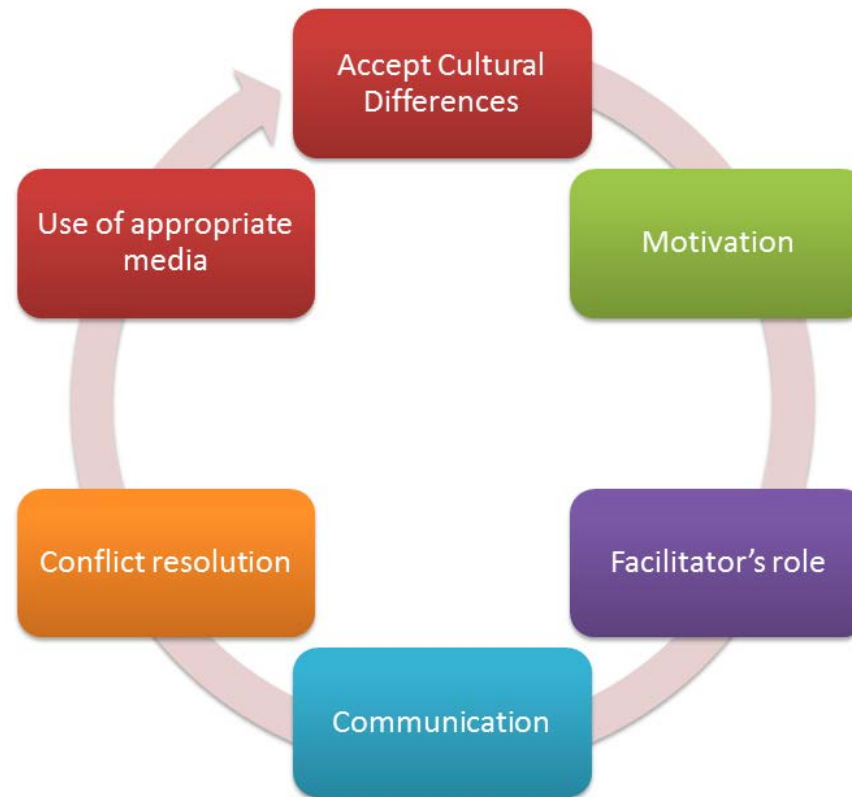 Accept Cultural
Differences
Motivation
Facilitator’s role
Communication
Conflict resolution
Use of appropriate
media